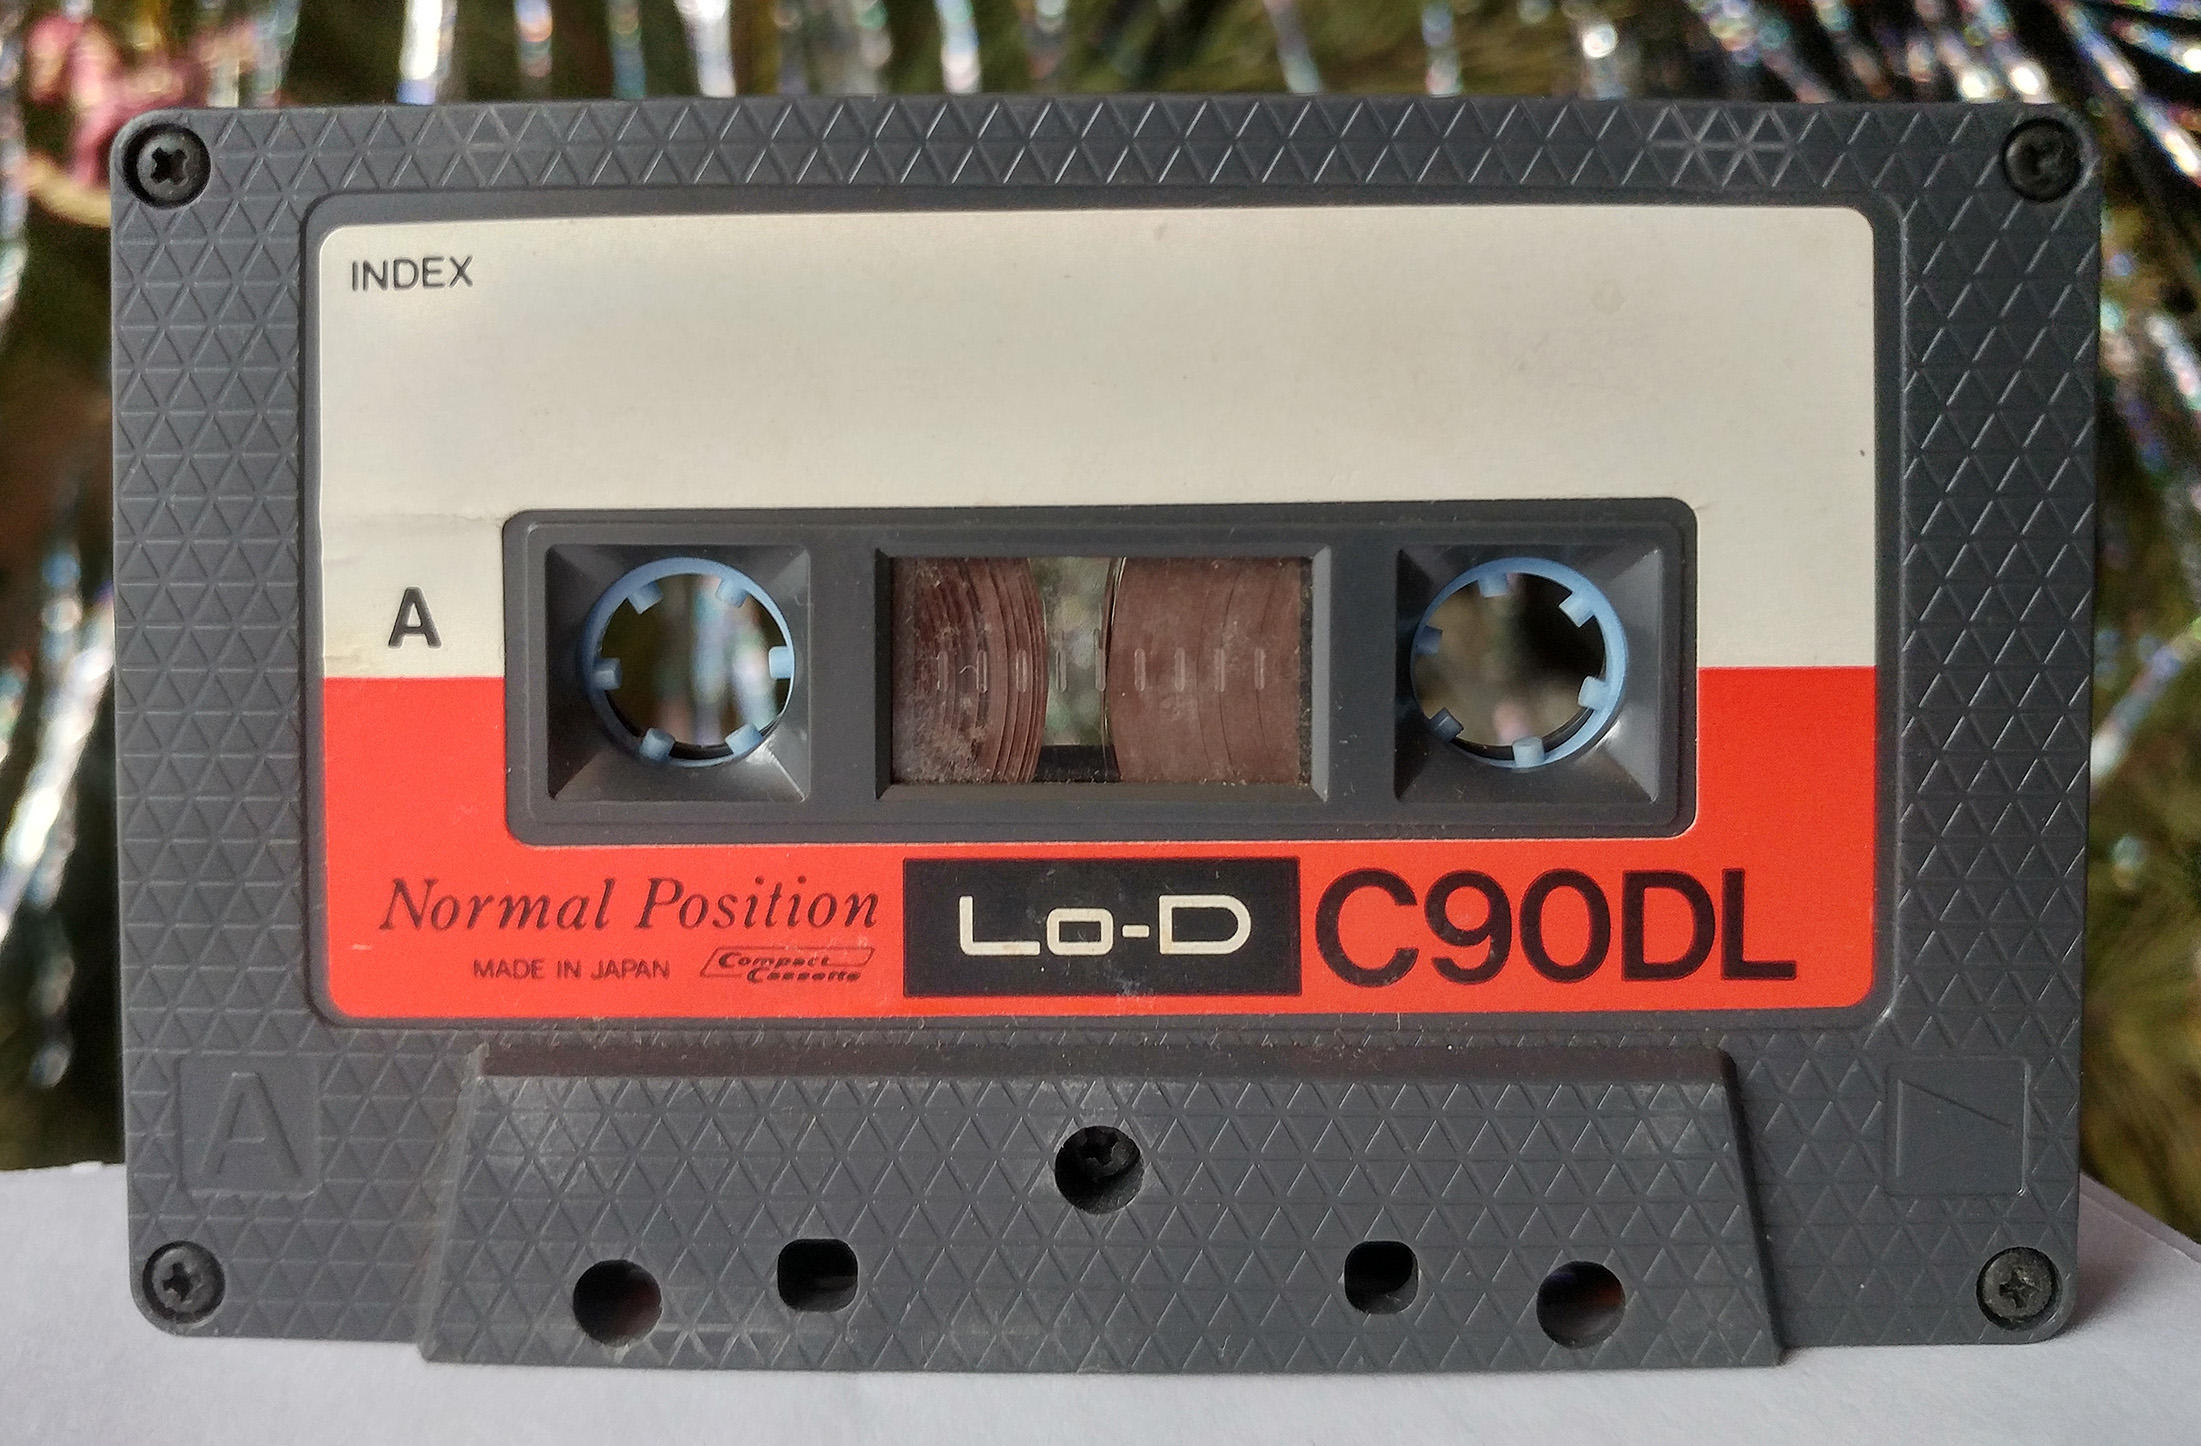 INDEX
A
Normal Position
MADE IN JAPAN
Compact
Cassette
Lo-D
C90DL
A